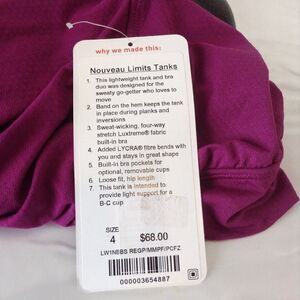 why we made this:
Nouveau Limits Tanks
1. This lightweight tank and bra
duo was designed for the
sweaty go-getter who loves to
move
2. Band on the hem keeps the tank
in place during planks and
inversions
3. Sweat-wicking, four-way
stretch Luxtreme® fabric
built-in bra
4. Added LYCRA® fibre bends with
you and stays in great shape
5. Built-in bra pockets for
optional, removable cups
6. Loose fit, hip length
7. This tank is intended to
provide light support for a
B-C cup
SIZE
4
$68.00
LW1N8BS REGP/MMPF/PCFZ
000003654887